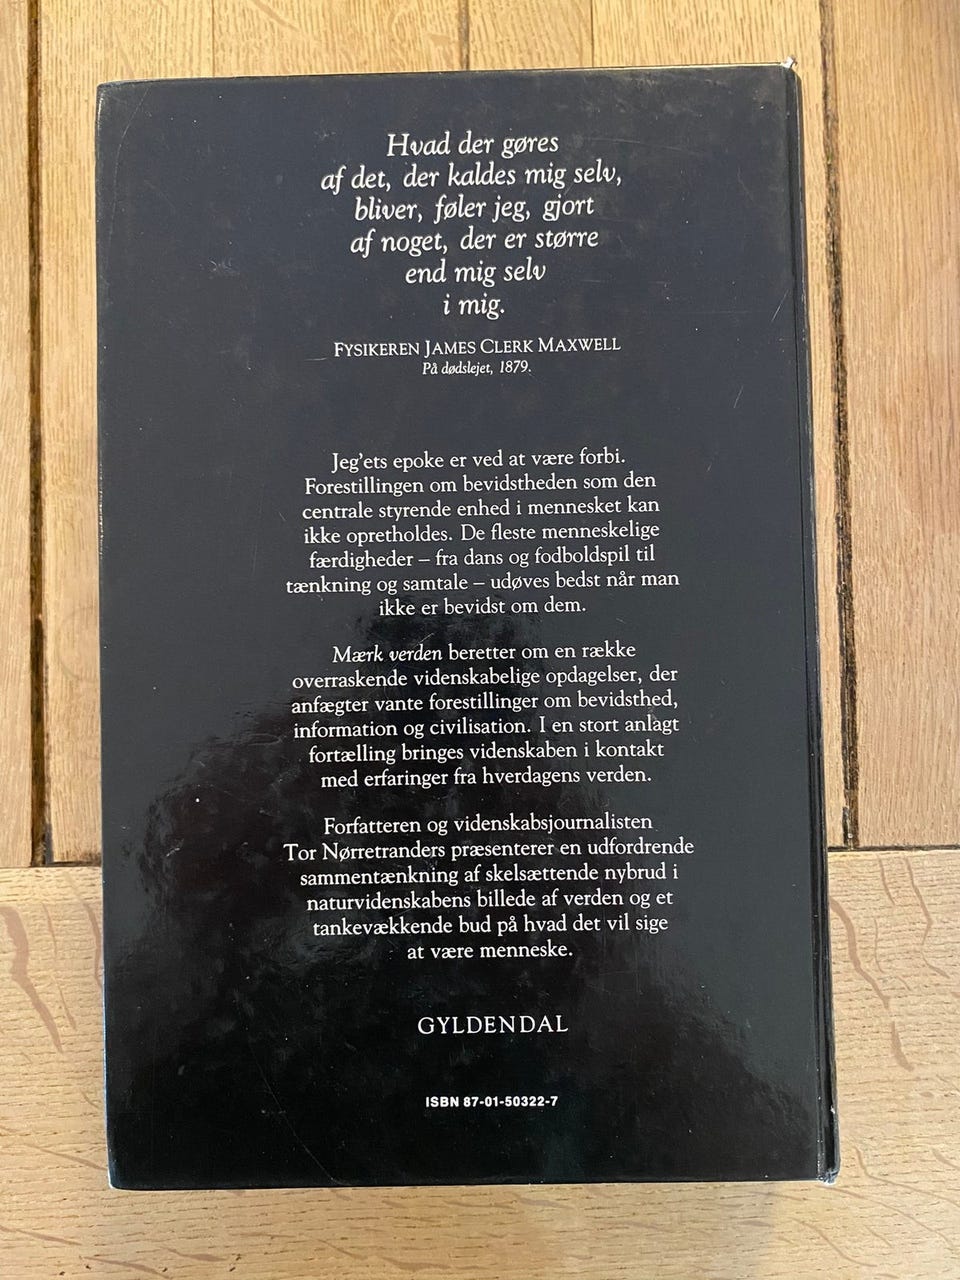 Hvad der gøres
af det, der kaldes mig selv,
bliver, føler jeg, gjort
af noget, der er større
end mig selv
i mig.
FYSIKEREN JAMES CLERK MAXWELL
På dødslejet, 1879.
Jeg'ets epoke er ved at være forbi.
Forestillingen om bevidstheden som den
centrale styrende enhed i mennesket kan
ikke opretholdes. De fleste menneskelige
færdigheder – fra dans og fodboldspil til
tænkning og samtale – udøves bedst når man
ikke er bevidst om dem.
Mærk verden beretter om en række
overraskende videnskabelige opdagelser, der
anfægter vante forestillinger om bevidsthed,
information og civilisation. I en stort anlagt
fortælling bringes videnskaben i kontakt
med erfaringer fra hverdagens verden.
Forfatteren og videnskabsjournalisten
Tor Nørretranders præsenterer en udfordrende
sammentænkning af skelsættende nybrud i
naturvidenskabens billede af verden og et
tankevækkende bud på hvad det vil sige
at være menneske.
GYLDENDAL
ISBN 87-01-50322-7